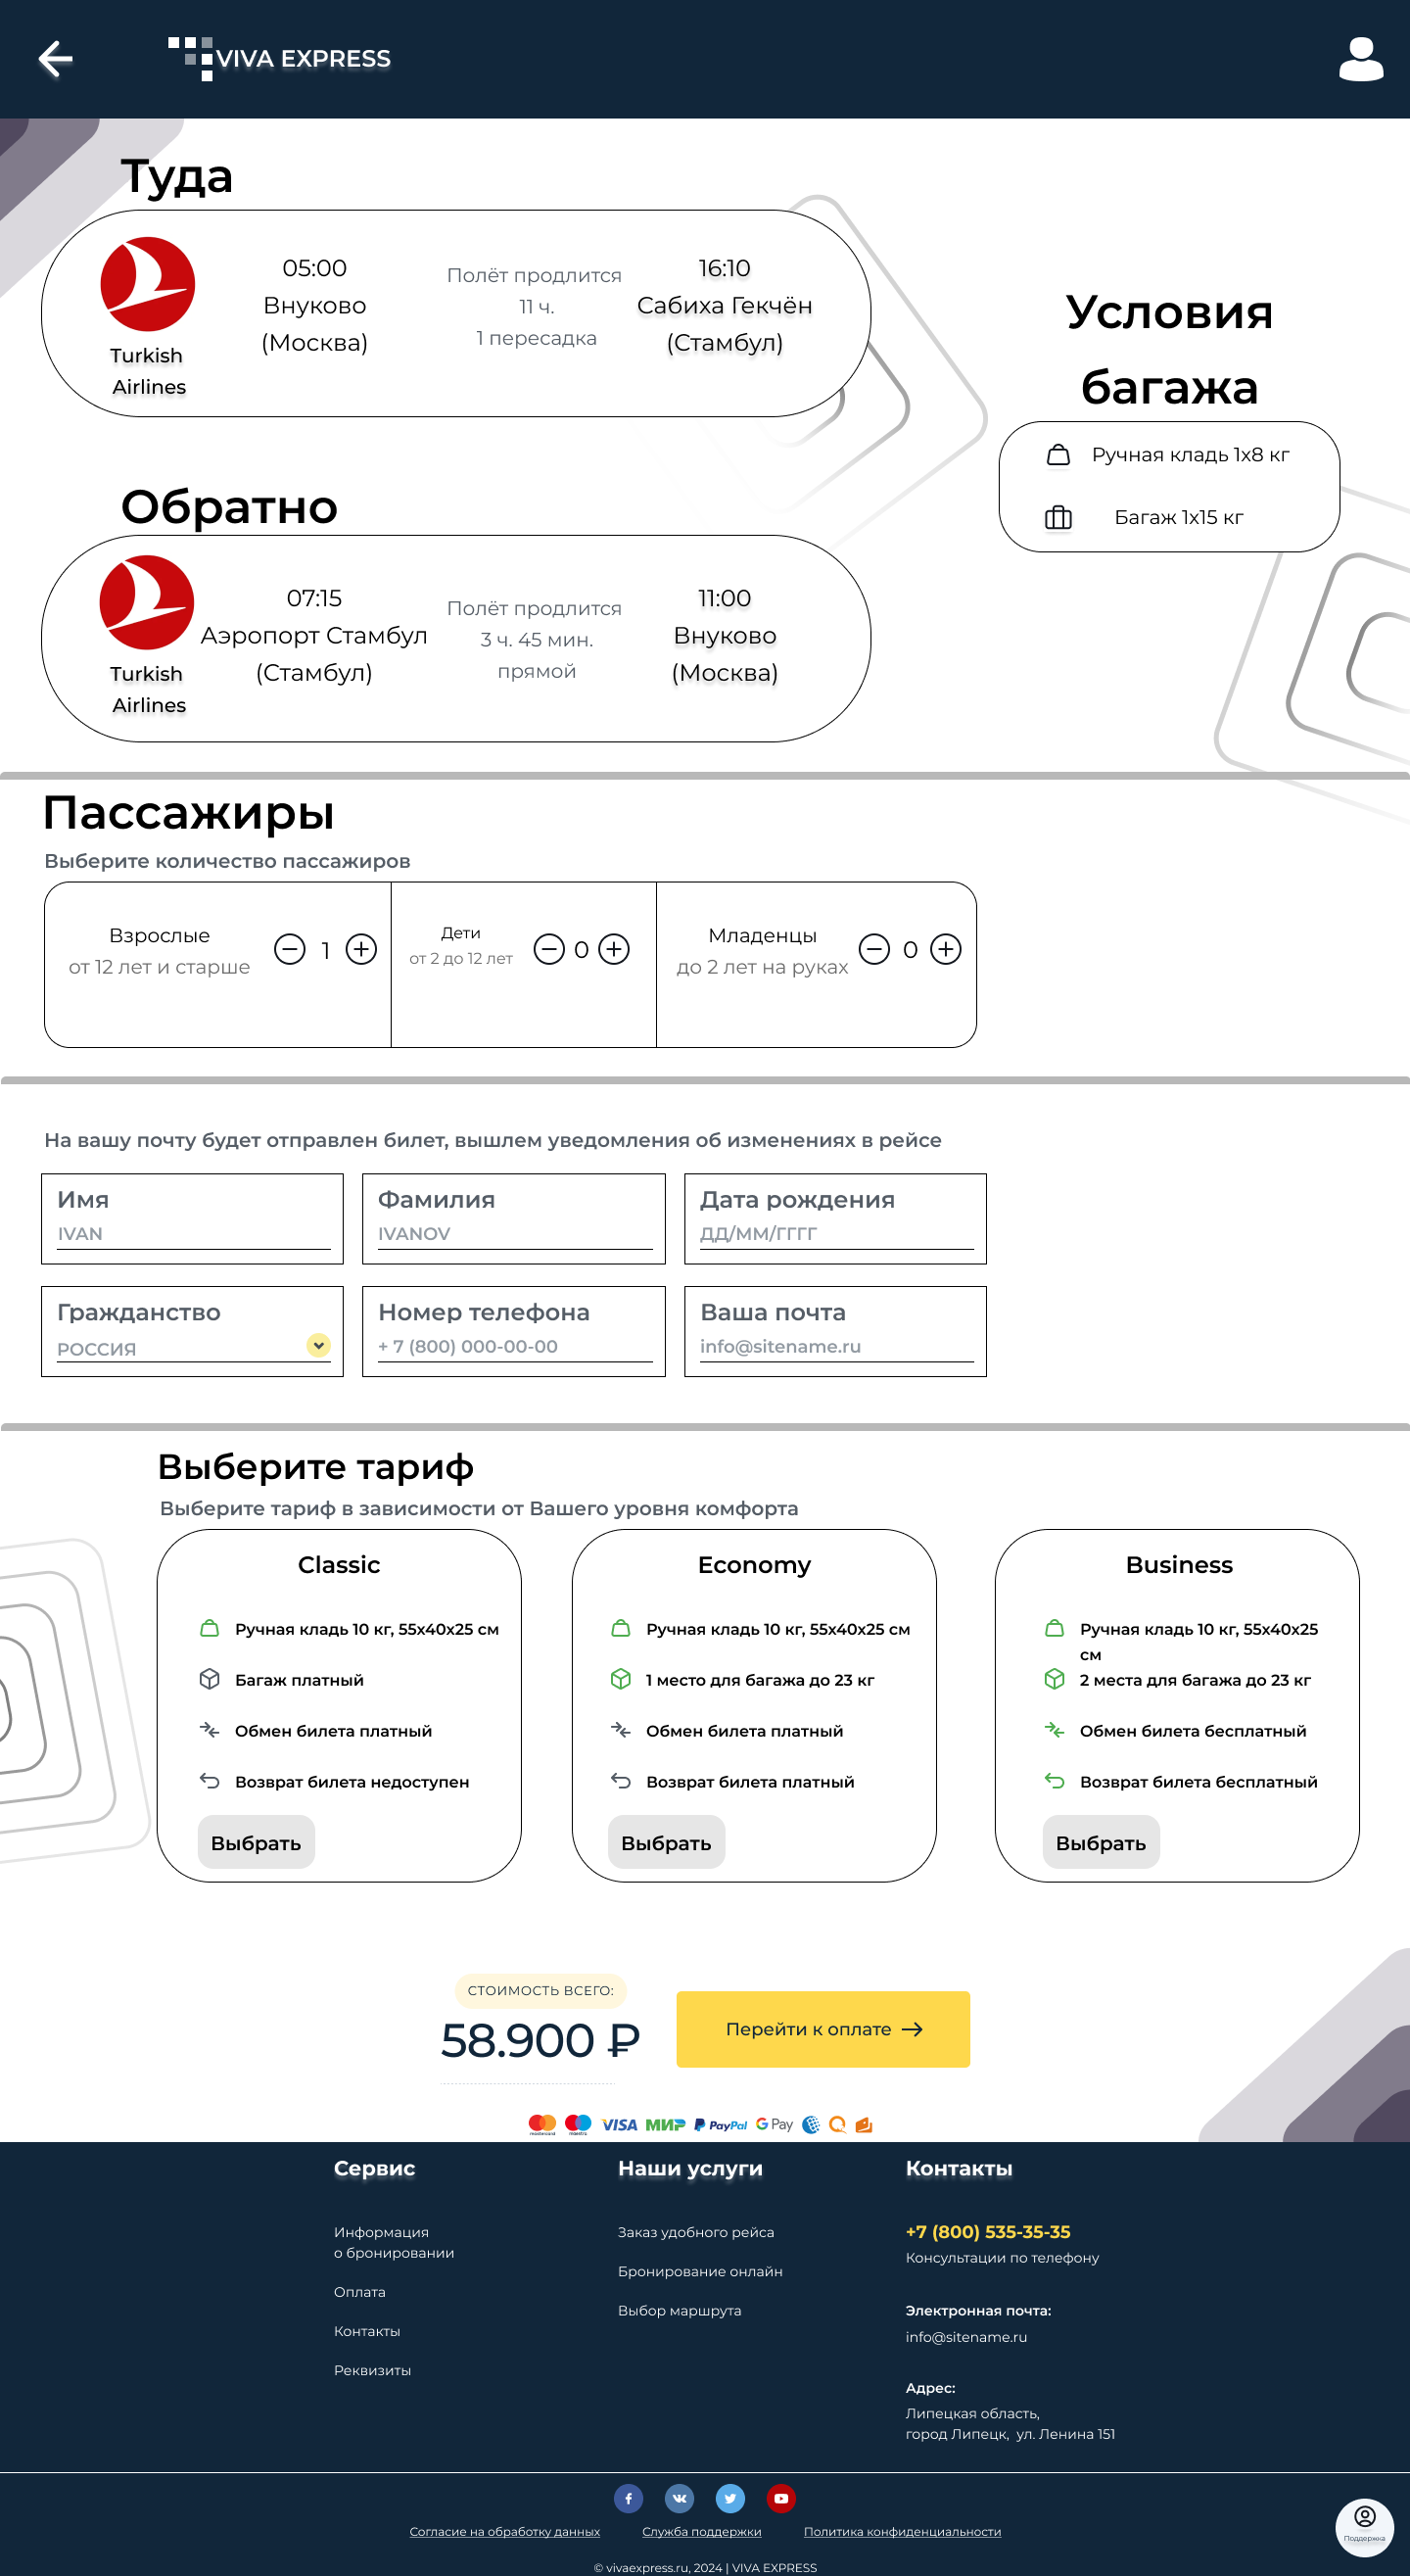 VIVA EXPRESS
Туда
Turkish
Airlines
05:00
Внуково
(Москва)
Полёт продлится
11 ч.
1 пересадка
16:10
Сабиха Гекчён
(Стамбул)
Условия
багажа
Ручная кладь 1x8 кг
Багаж 1x15 кг
Обратно
Turkish
Airlines
07:15
Аэропорт Стамбул
(Стамбул)
Полёт продлится
3 ч. 45 мин.
прямой
11:00
Внуково
(Москва)
Пассажиры
Выберите количество пассажиров
Взрослые
от 12 лет и старше
1
Дети
от 2 до 12 лет
0
Младенцы
до 2 лет на руках
0
На вашу почту будет отправлен билет, вышлем уведомления об изменениях в рейсе
Имя
IVAN
Фамилия
IVANOV
Дата рождения
ДД/ММ/ГГГГ
Гражданство
РОССИЯ
Номер телефона
+ 7 (800) 000-00-00
Ваша почта
info@sitename.ru
Выберите тариф
Выберите тариф в зависимости от Вашего уровня комфорта
Classic
Ручная кладь 10 кг, 55x40x25 см
Багаж платный
Обмен билета платный
Возврат билета недоступен
Выбрать
Economy
Ручная кладь 10 кг, 55x40x25 см
1 место для багажа до 23 кг
Обмен билета платный
Возврат билета платный
Выбрать
Business
Ручная кладь 10 кг, 55x40x25
см
2 места для багажа до 23 кг
Обмен билета бесплатный
Возврат билета бесплатный
Выбрать
СТОИМОСТЬ ВСЕГО:
58.900 ₽
Перейти к оплате
mastercard maestro VISA МИР PayPal G Pay
Сервис
Информация
о бронировании
Оплата
Контакты
Реквизиты
Наши услуги
Заказ удобного рейса
Бронирование онлайн
Выбор маршрута
Контакты
+7 (800) 535-35-35
Консультации по телефону
Электронная почта:
info@sitename.ru
Адрес:
Липецкая область,
город Липецк, ул. Ленина 151
Согласие на обработку данных
Служба поддержки
Политика конфиденциальности
Поддержка
© vivaexpress.ru, 2024 | VIVA EXPRESS